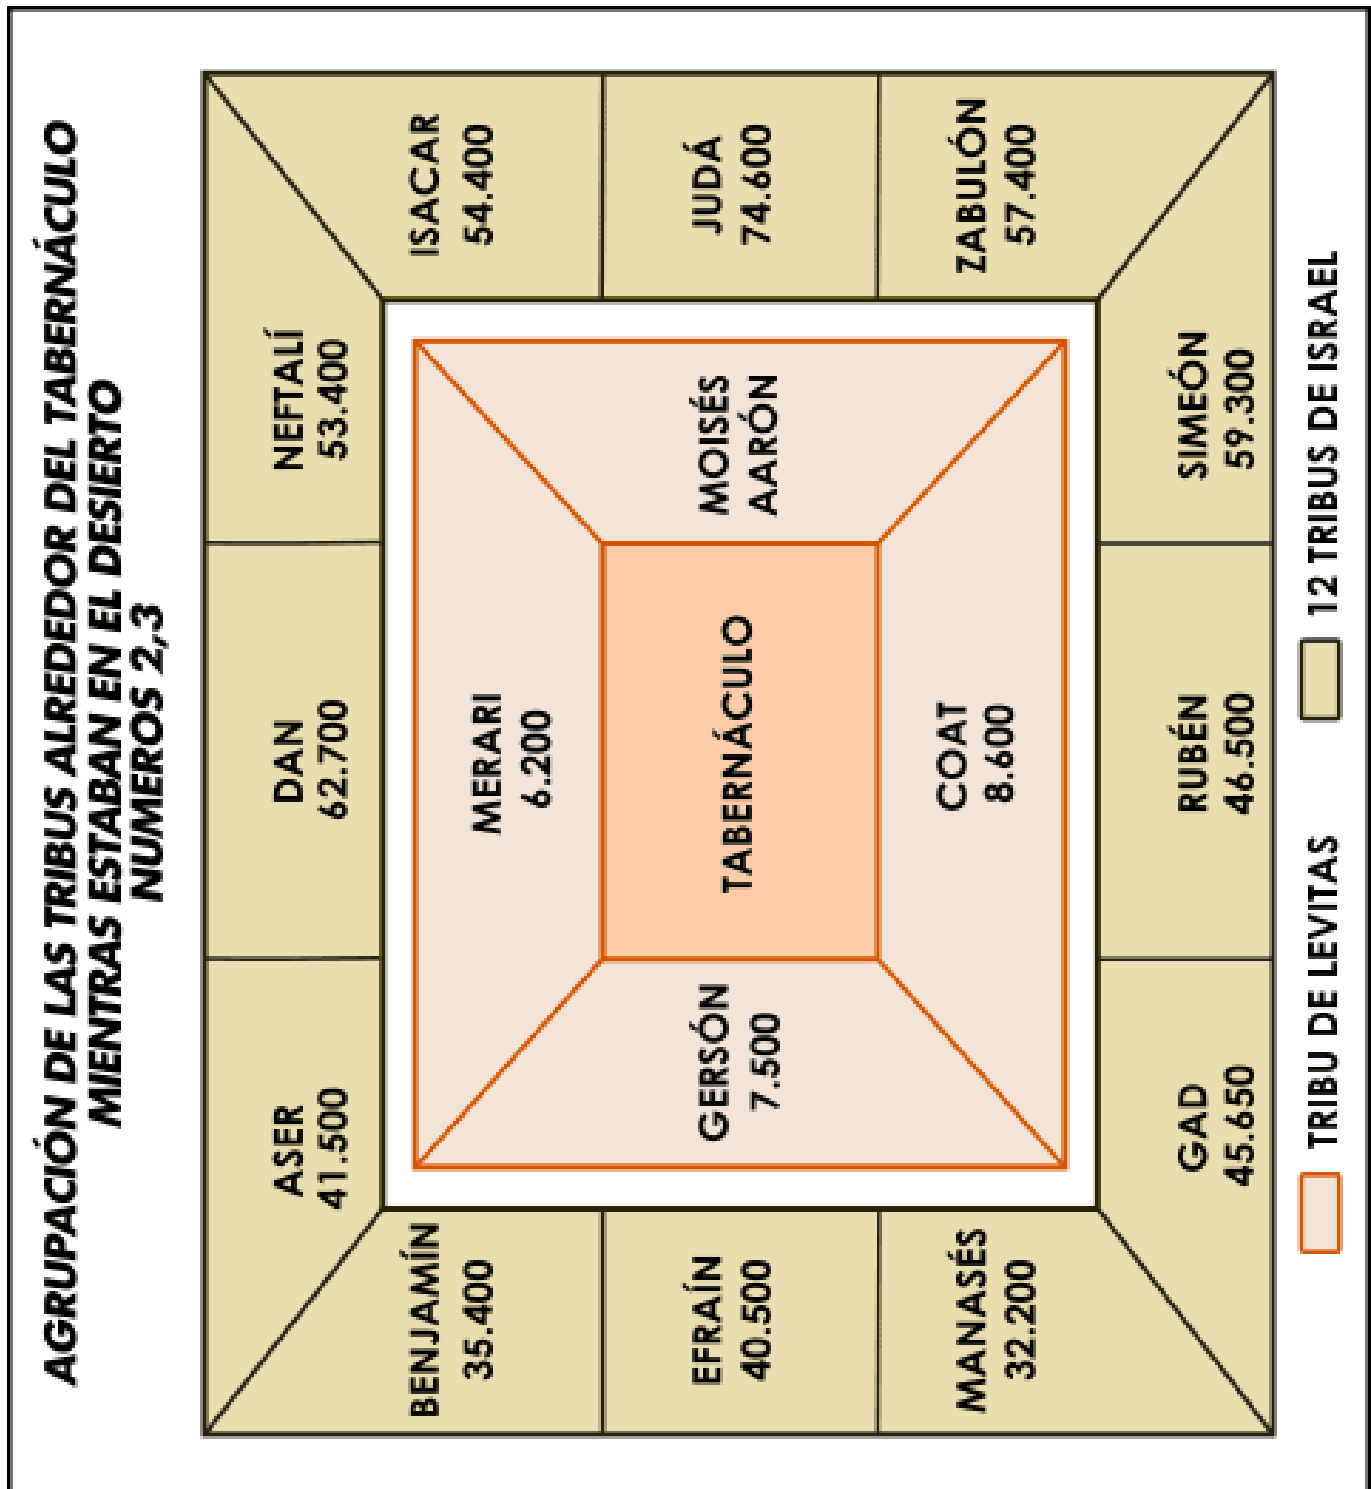 AGRUPACIÓN DE LAS TRIBUS ALREDEDOR DEL TABERNÁCULO
MIENTRAS ESTABAN EN EL DESIERTO
NUMEROS 2,3
ASER
41.500
DAN
62.700
NEFTALÍ
53.400
BENJAMÍN
35.400
EFRAÍN
40.500
MANASÉS
32.200
MERARI
6.200
GERSÓN
7.500
TABERNÁCULO
MOISÉS
AARÓN
COAT
8.600
ISACAR
54.400
JUDÁ
74.600
ZABULÓN
57.400
GAD
45.650
RUBÉN
46.500
SIMEÓN
59.300
TRIBU DE LEVITAS
12 TRIBUS DE ISRAEL